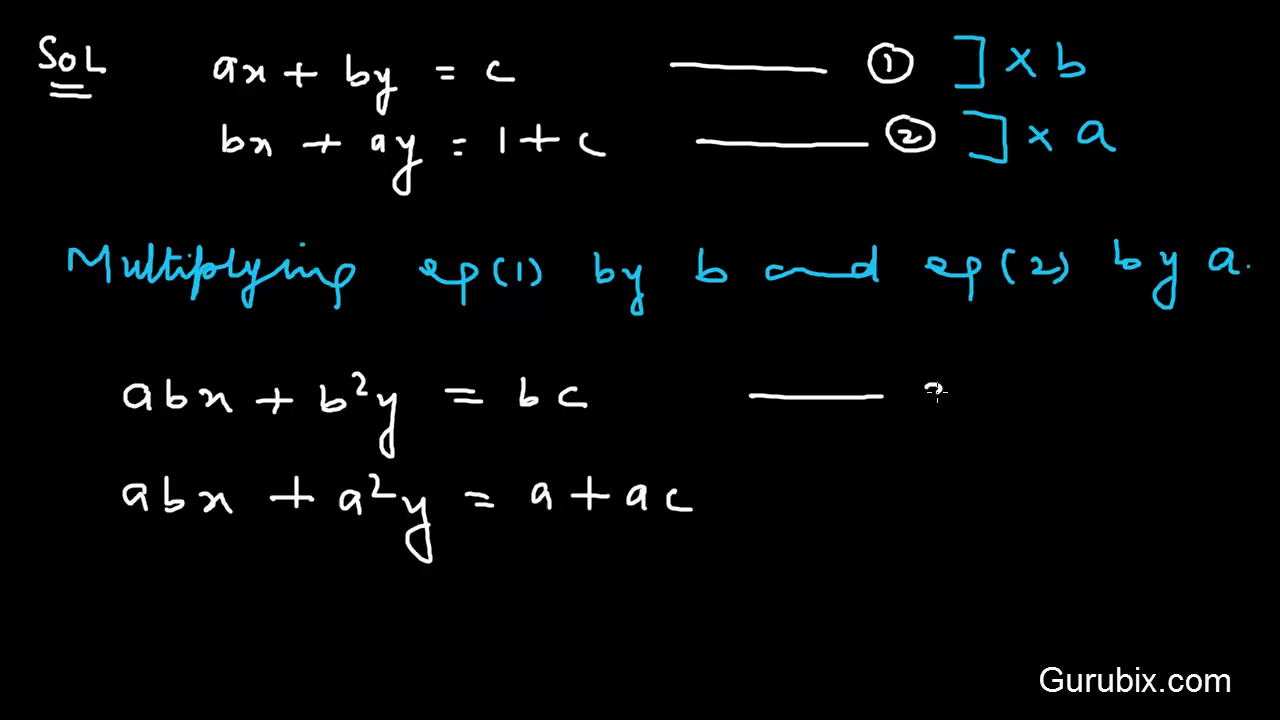 SOL ax + by = c ——— ① ] × b
bx + ay = 1 + c ——— ② ] × a
Multiplying eq(1) by b and eq(2) by a.
abx + b²y = bc ———
abx + a²y = a + ac
Gurubix.com